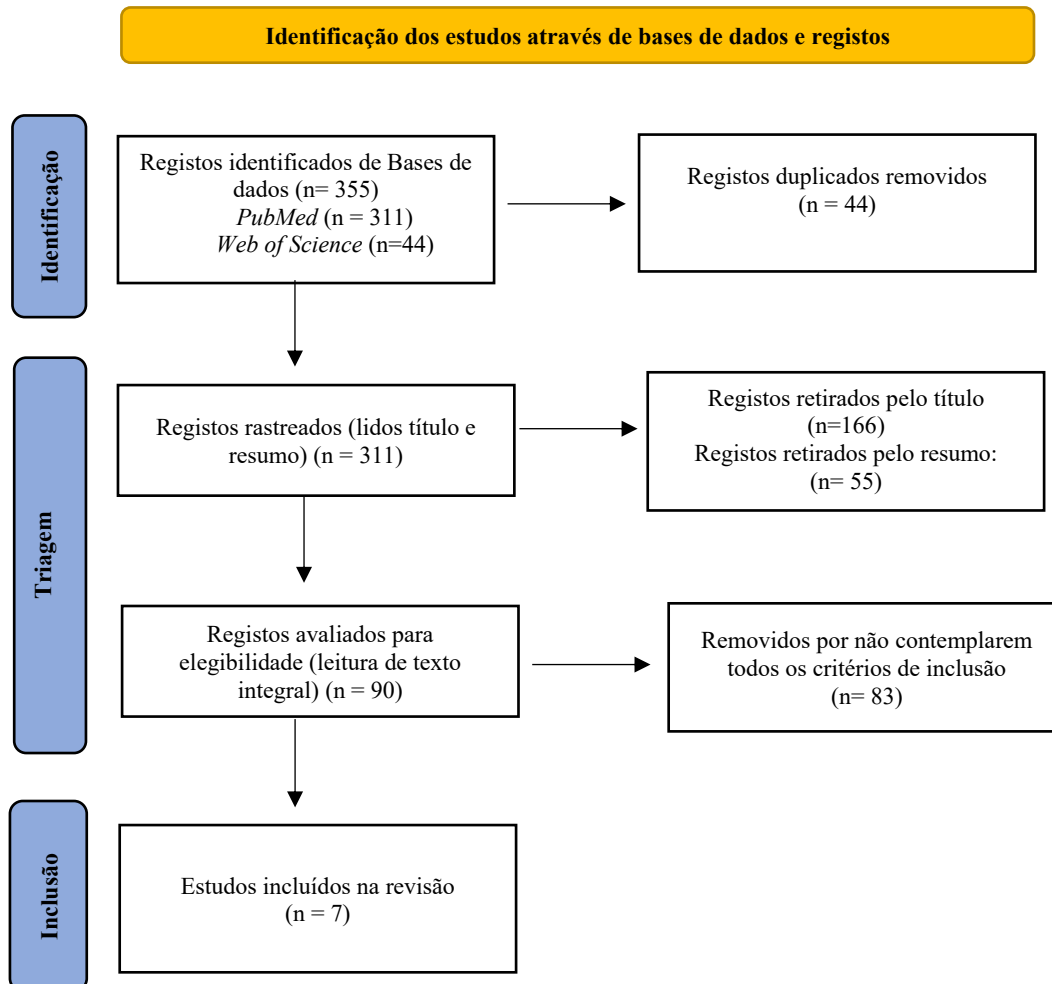 Identificação dos estudos através de bases de dados e registos
Identificação
Registos identificados de Bases de
dados (n= 355)
PubMed (n = 311)
Web of Science (n=44)
Registos duplicados removidos
(n = 44)
Triagem
Registos rastreados (lidos título e
resumo) (n = 311)
Registos retirados pelo título
(n=166)
Registos retirados pelo resumo:
(n= 55)
Registos avaliados para
elegibilidade (leitura de texto
integral) (n = 90)
Removidos por não contemplarem
todos os critérios de inclusão
(n= 83)
Inclusão
Estudos incluídos na revisão
(n = 7)